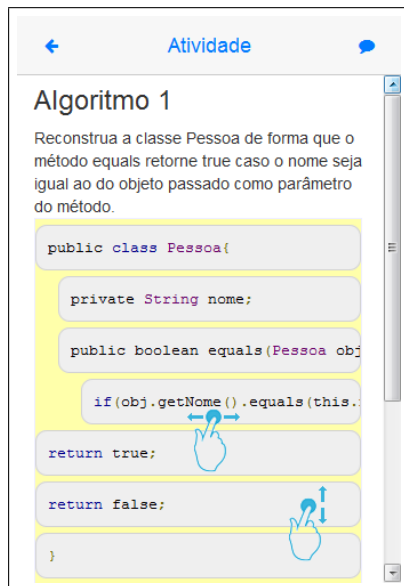 Atividade
Algoritmo 1
Reconstrua a classe Pessoa de forma que o
método equals retorne true caso o nome seja
igual ao do objeto passado como parâmetro
do método.
public class Pessoa{
private String nome;
public boolean equals(Pessoa obj
if(obj.getNome().equals(this.
return true;
return false;
}